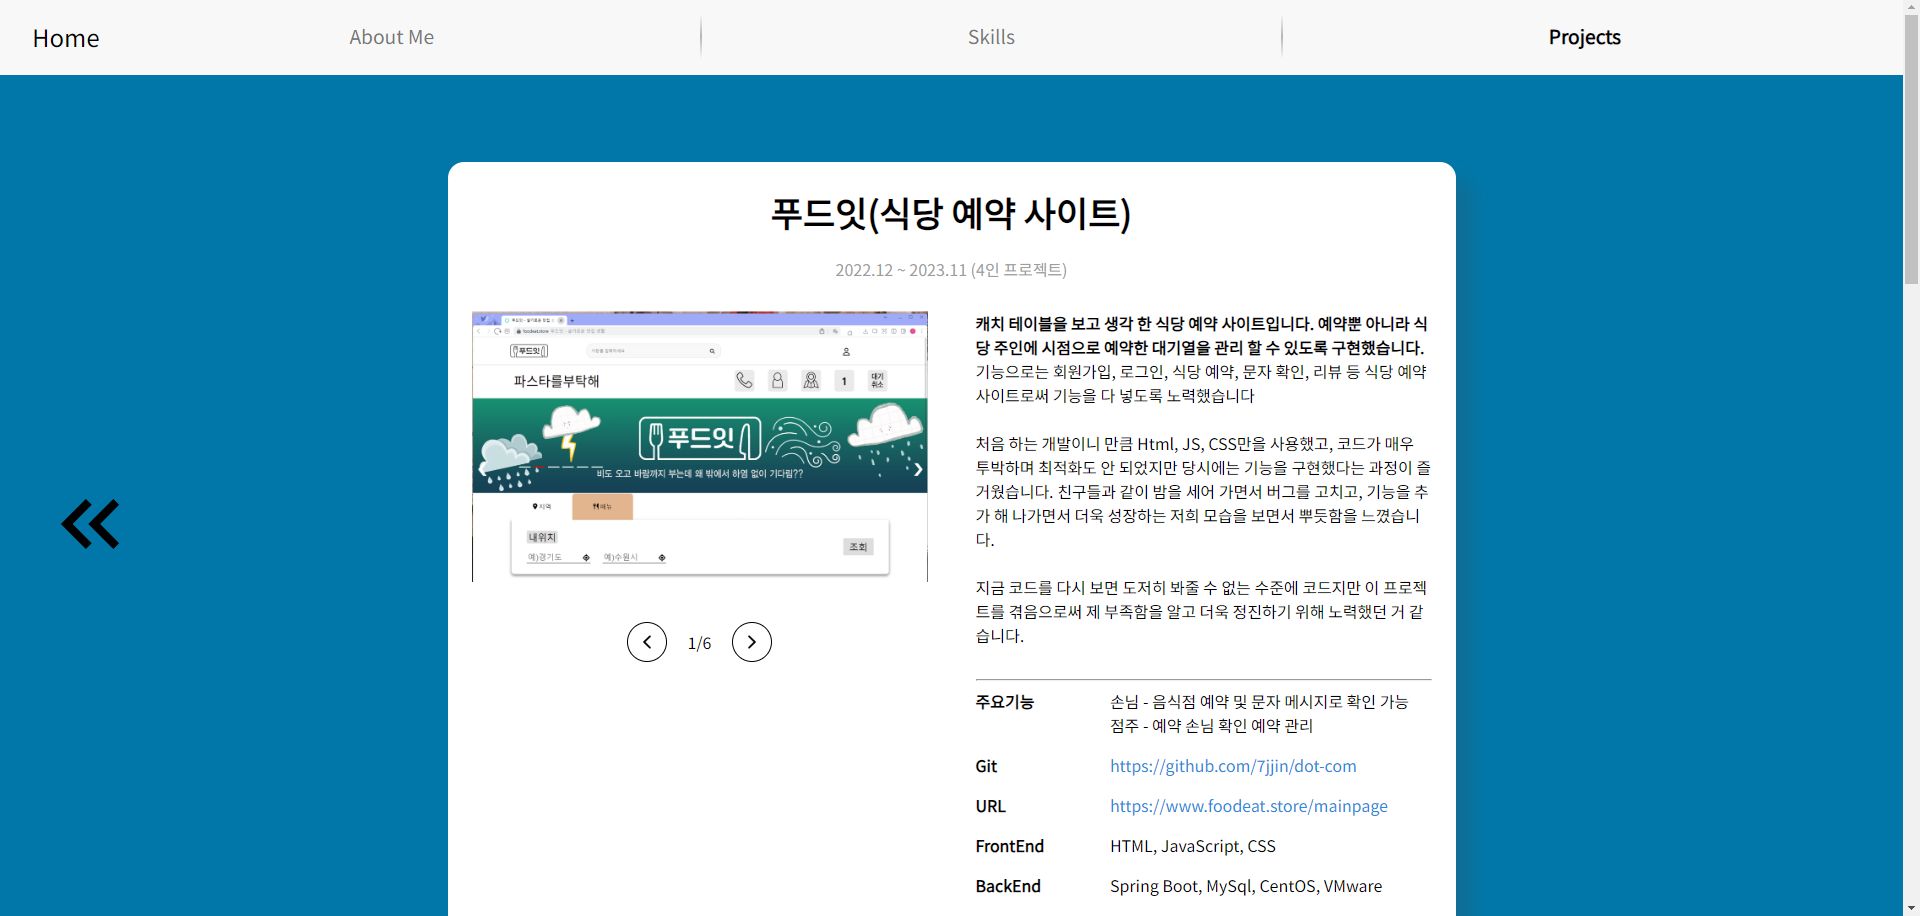 Home
About Me
Skills
Projects
푸드잇(식당 예약 사이트)
2022.12 ~ 2023.11 (4인 프로젝트)
푸드잇
파스타를부탁해
1
대기
취소
푸드잇
비도 오고 바람까지 부는데 왜 밖에서 하염 없이 기다림??
지역
메뉴
내위치
예)경기도
예)수원시
조회
1/6
캐치 테이블을 보고 생각 한 식당 예약 사이트입니다. 예약뿐 아니라 식
당 주인에 시점으로 예약한 대기열을 관리 할 수 있도록 구현했습니다.
기능으로는 회원가입, 로그인, 식당 예약, 문자 확인, 리뷰 등 식당 예약
사이트로써 기능을 다 넣도록 노력했습니다
처음 하는 개발이니 만큼 Html, JS, CSS만을 사용했고, 코드가 매우
투박하며 최적화도 안 되었지만 당시에는 기능을 구현했다는 과정이 즐
거웠습니다. 친구들과 같이 밤을 세어 가면서 버그를 고치고, 기능을 추
가 해 나가면서 더욱 성장하는 저희 모습을 보면서 뿌듯함을 느꼈습니
다.
지금 코드를 다시 보면 도저히 봐줄 수 없는 수준에 코드지만 이 프로젝
트를 겪음으로써 제 부족함을 알고 더욱 정진하기 위해 노력했던 거 같
습니다.
주요기능
손님 - 음식점 예약 및 문자 메시지로 확인 가능
점주 - 예약 손님 확인 예약 관리
Git
https://github.com/7jjin/dot-com
URL
https://www.foodeat.store/mainpage
FrontEnd
HTML, JavaScript, CSS
BackEnd
Spring Boot, MySql, CentOS, VMware